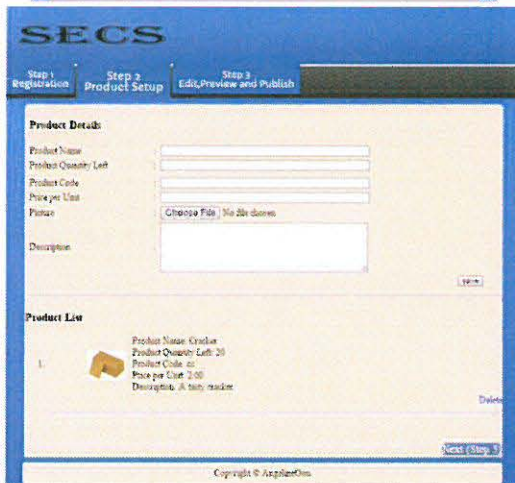 SECS
Step 1
Registration
Step 2
Product Setup
Step 3
Edit,Preview and Publish
Product Details
Product Name
Product Quantity Left
Product Code
Price per Unit
Picture
Choose File No file chosen
Description
Product List
1.
Product Name: Cracker
Product Quantity Left: 20
Product Code:
Price per Unit: 2.00
Description: A tasty cracker
Delete
Next (Step 3)
Copyright ©